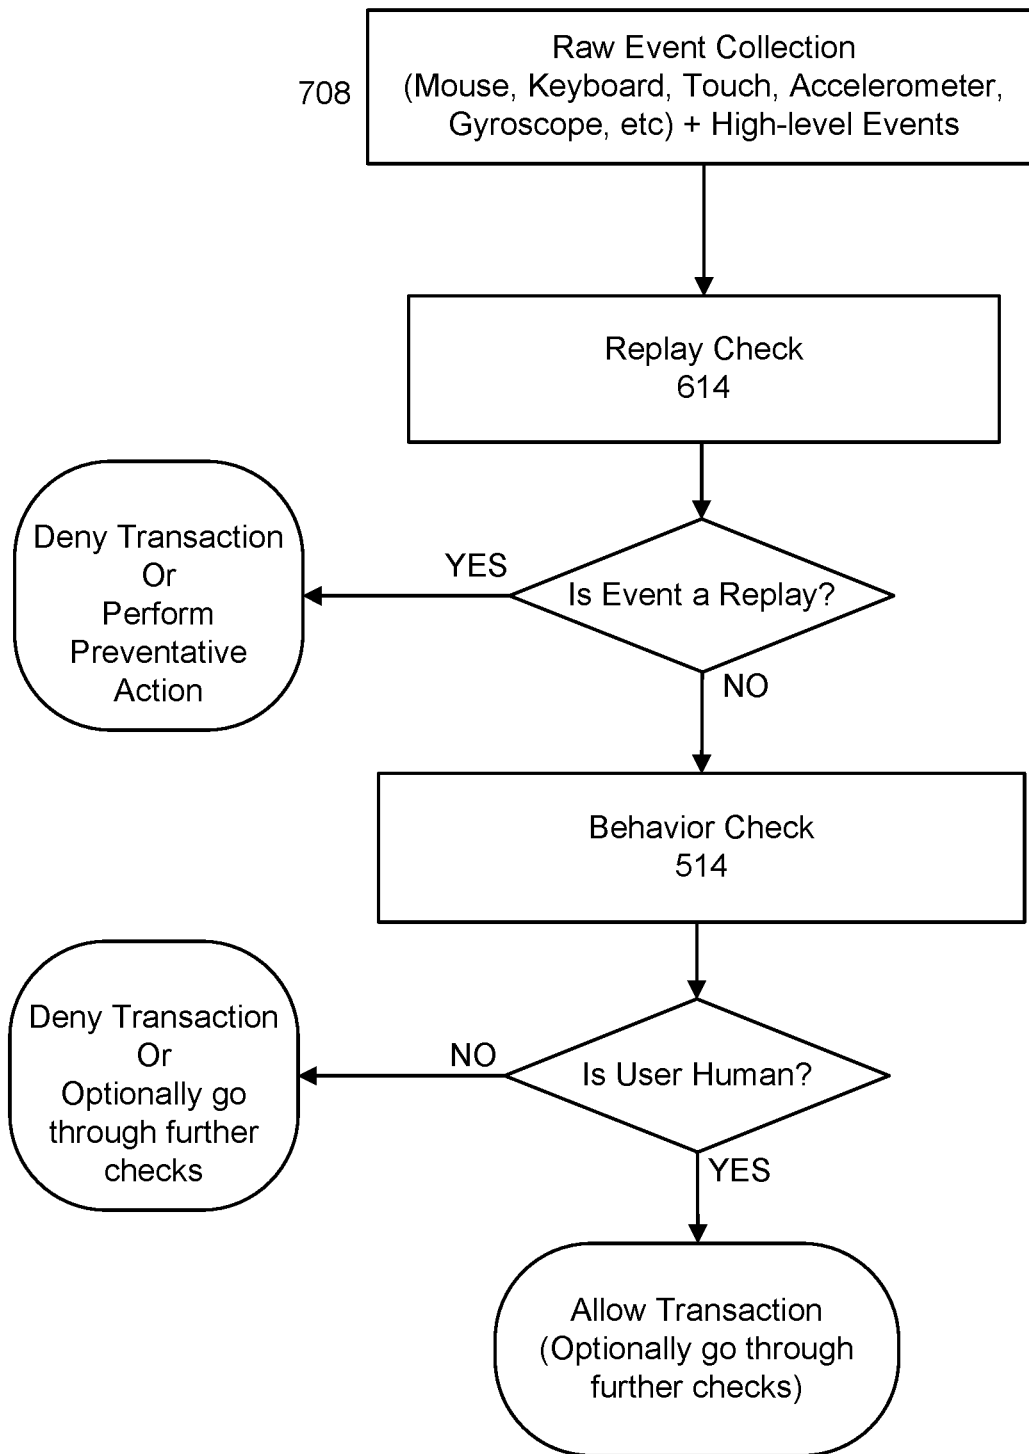 708
Raw Event Collection
(Mouse, Keyboard, Touch, Accelerometer,
Gyroscope, etc) + High-level Events
Replay Check
614
Is Event a Replay?
YES
Deny Transaction
Or
Perform
Preventative
Action
NO
Behavior Check
514
Is User Human?
NO
Deny Transaction
Or
Optionally go
through further
checks
YES
Allow Transaction
(Optionally go through
further checks)